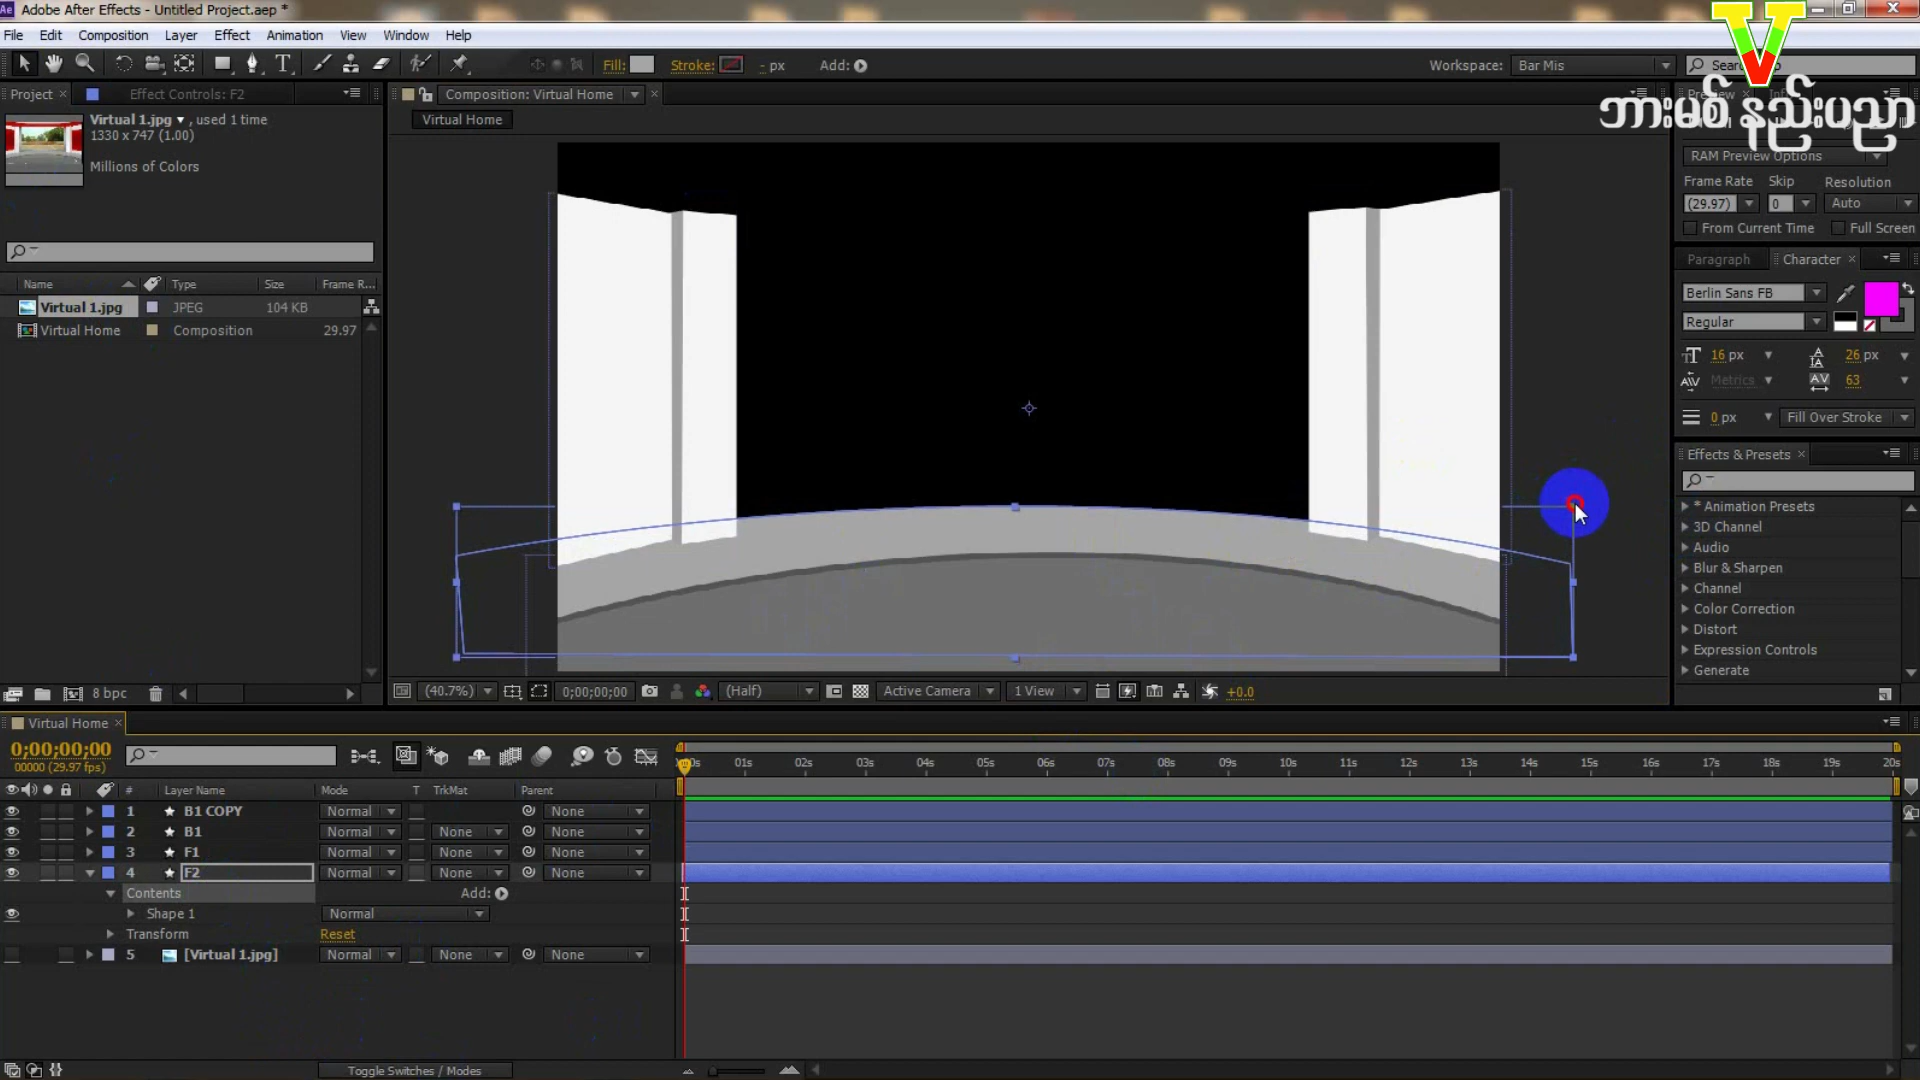 Adobe After Effects - Untitled Project.aep *
File Edit Composition Layer Effect Animation View Window Help
Fill: Stroke: - px Add: Workspace: Bar Mis
V
ဘားမစ် နည်းပညာ
Project Effect Controls: F2
Composition: Virtual Home
Virtual Home
Virtual 1.jpg , used 1 time
1330 x 747 (1.00)
Millions of Colors
Name Type Size Frame R...
Virtual 1.jpg JPEG 104 KB
Virtual Home Composition 29.97
8 bpc
(40.7%) 0;00;00;00 (Half) Active Camera 1 View +0.0
RAM Preview Options
Frame Rate Skip Resolution
(29.97) 0 Auto
From Current Time Full Screen
Paragraph Character
Berlin Sans FB
Regular
16 px 26 px
Metrics 63
0 px Fill Over Stroke
Effects & Presets
* Animation Presets
3D Channel
Audio
Blur & Sharpen
Channel
Color Correction
Distort
Expression Controls
Generate
Virtual Home
0;00;00;00
00000 (29.97 fps)
01s 02s 03s 04s 05s 06s 07s 08s 09s 10s 11s 12s 13s 14s 15s 16s 17s 18s 19s 20s
# Layer Name Mode T TrkMat Parent
1 B1 COPY Normal None
2 B1 Normal None None
3 F1 Normal None None
4 F2 Normal None None
Contents Add:
Shape 1 Normal
Transform Reset
5 [Virtual 1.jpg] Normal None None
Toggle Switches / Modes